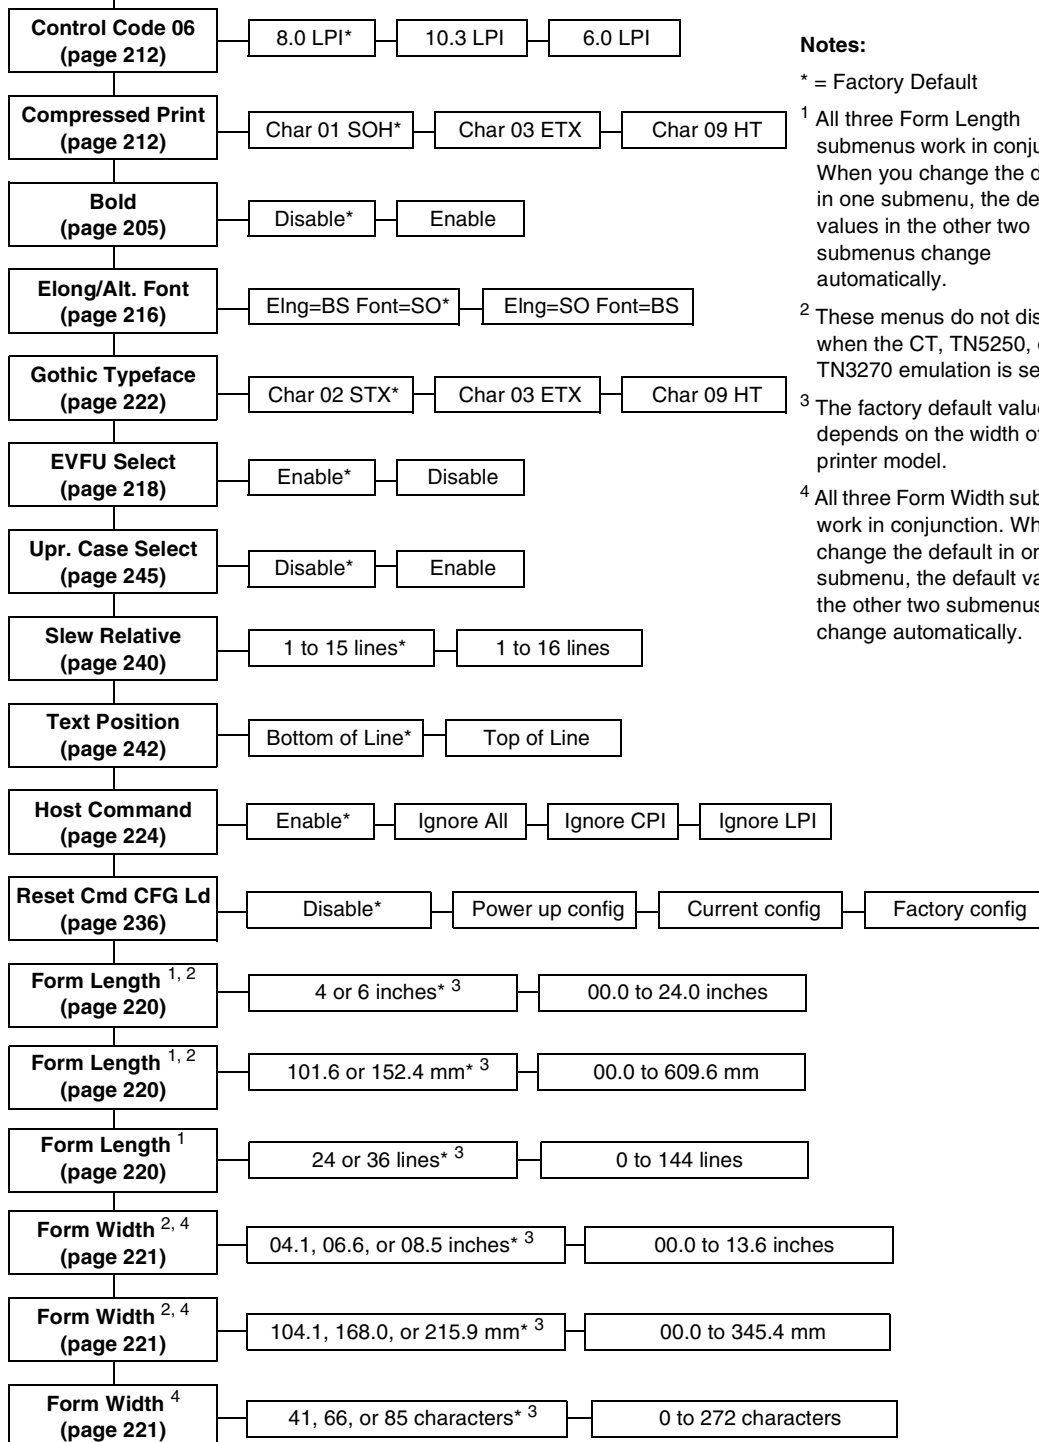 Control Code 06
(page 212)
8.0 LPI*
10.3 LPI
6.0 LPI
Compressed Print
(page 212)
Char 01 SOH*
Char 03 ETX
Char 09 HT
Bold
(page 205)
Disable*
Enable
Elong/Alt. Font
(page 216)
Elng=BS Font=SO*
Elng=SO Font=BS
Gothic Typeface
(page 222)
Char 02 STX*
Char 03 ETX
Char 09 HT
EVFU Select
(page 218)
Enable*
Disable
Upr. Case Select
(page 245)
Disable*
Enable
Slew Relative
(page 240)
1 to 15 lines*
1 to 16 lines
Text Position
(page 242)
Bottom of Line*
Top of Line
Host Command
(page 224)
Enable*
Ignore All
Ignore CPI
Ignore LPI
Reset Cmd CFG Ld
(page 236)
Disable*
Power up config
Current config
Factory config
Form Length 1, 2
(page 220)
4 or 6 inches* 3
00.0 to 24.0 inches
Form Length 1, 2
(page 220)
101.6 or 152.4 mm* 3
00.0 to 609.6 mm
Form Length 1
(page 220)
24 or 36 lines* 3
0 to 144 lines
Form Width 2, 4
(page 221)
04.1, 06.6, or 08.5 inches* 3
00.0 to 13.6 inches
Form Width 2, 4
(page 221)
104.1, 168.0, or 215.9 mm* 3
00.0 to 345.4 mm
Form Width 4
(page 221)
41, 66, or 85 characters* 3
0 to 272 characters
Notes:
* = Factory Default
1 All three Form Length
submenus work in
When you change the
in one submenu, the
values in the other two
submenus change
automatically.
2 These menus do not
when the CT, TN5250,
TN3270 emulation is
3 The factory default
depends on the width
printer model.
4 All three Form Width
work in conjunction.
change the default in
submenu, the default
the other two submenus
change automatically.